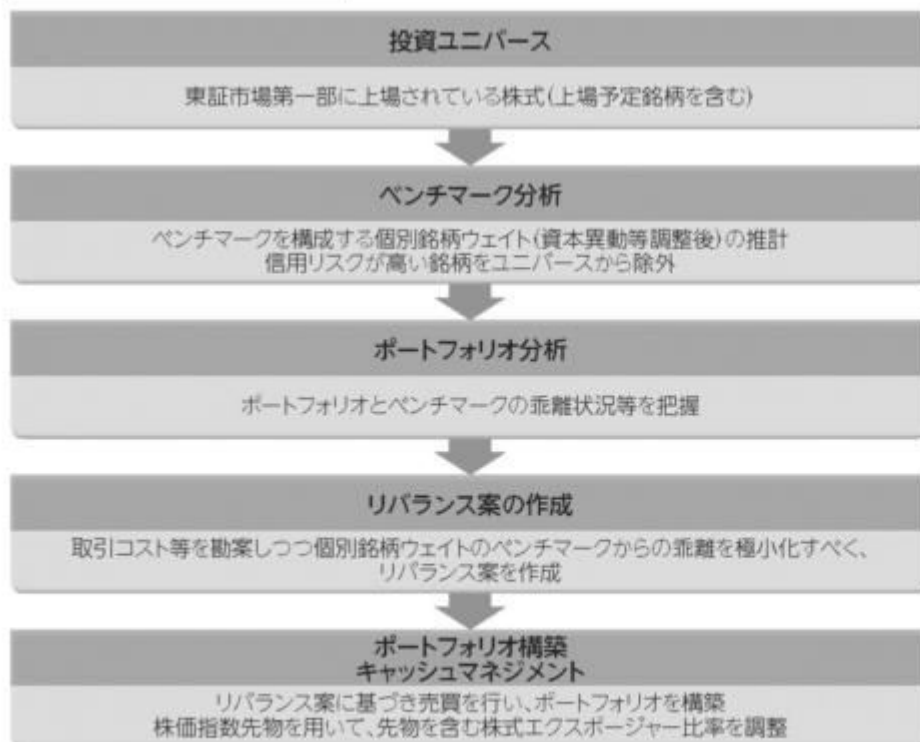 投資ユニバース
東証市場第一部に上場されている株式(上場予定銘柄を含む)
ベンチマーク分析
ベンチマークを構成する個別銘柄ウェイト(資本異動等調整後)の推計
信用リスクが高い銘柄をユニバースから除外
ポートフォリオ分析
ポートフォリオとベンチマークの乖離状況等を把握
リバランス案の作成
取引コスト等を勘案しつつ個別銘柄ウェイトのベンチマークからの乖離を極小化すべく、
リバランス案を作成
ポートフォリオ構築
キャッシュマネジメント
リバランス案に基づき売買を行い、ポートフォリオを構築
株価指数先物を用いて、先物を含む株式エクスポージャー比率を調整